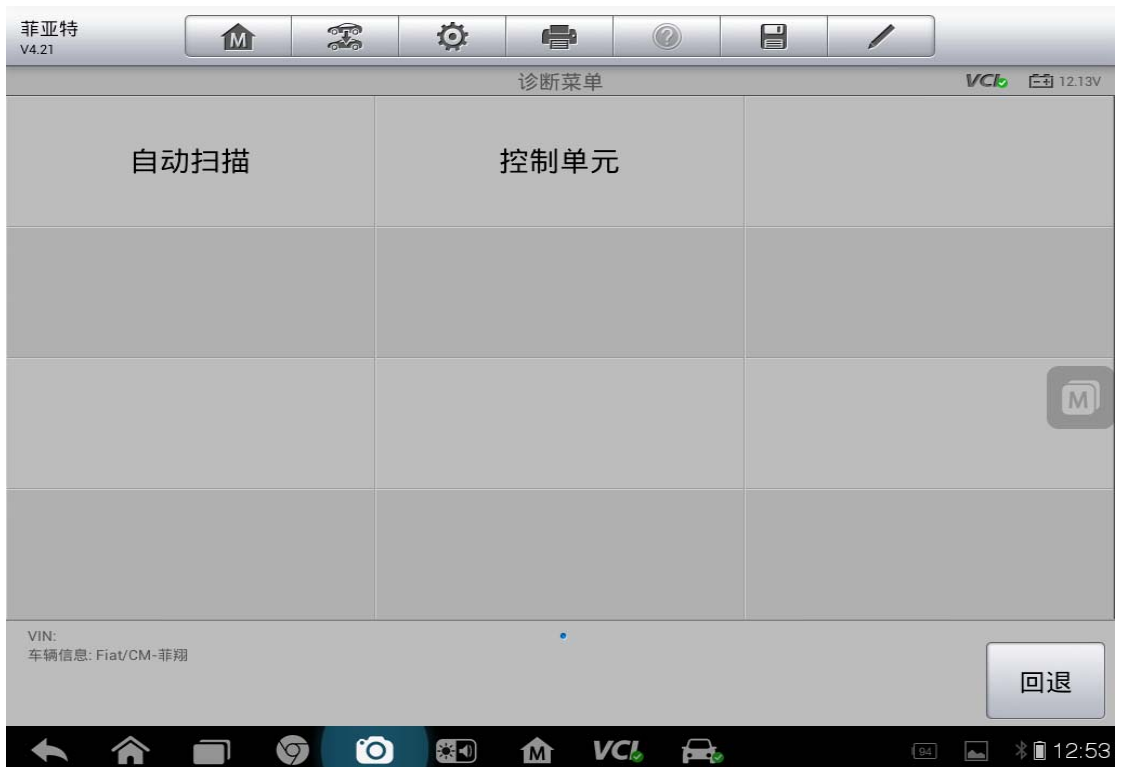 菲亚特
V4.21
M
诊断菜单
VCI
12.13V
自动扫描
控制单元
M
VIN:
车辆信息: Fiat/CM-菲翔
回退
M
VCI
94
12:53